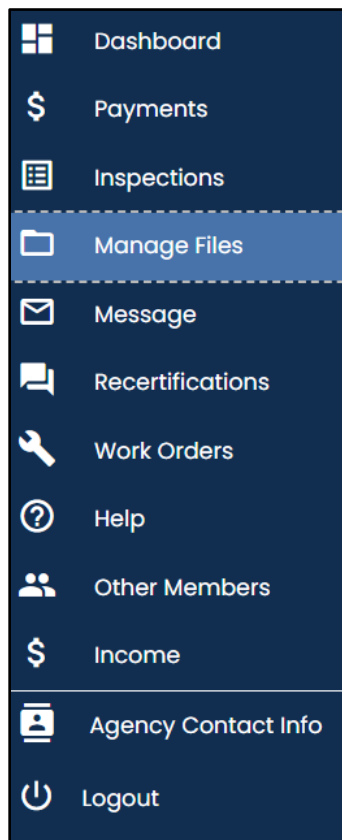 Dashboard
Payments
Inspections
Manage Files
Message
Recertifications
Work Orders
Help
Other Members
Income
Agency Contact Info
Logout